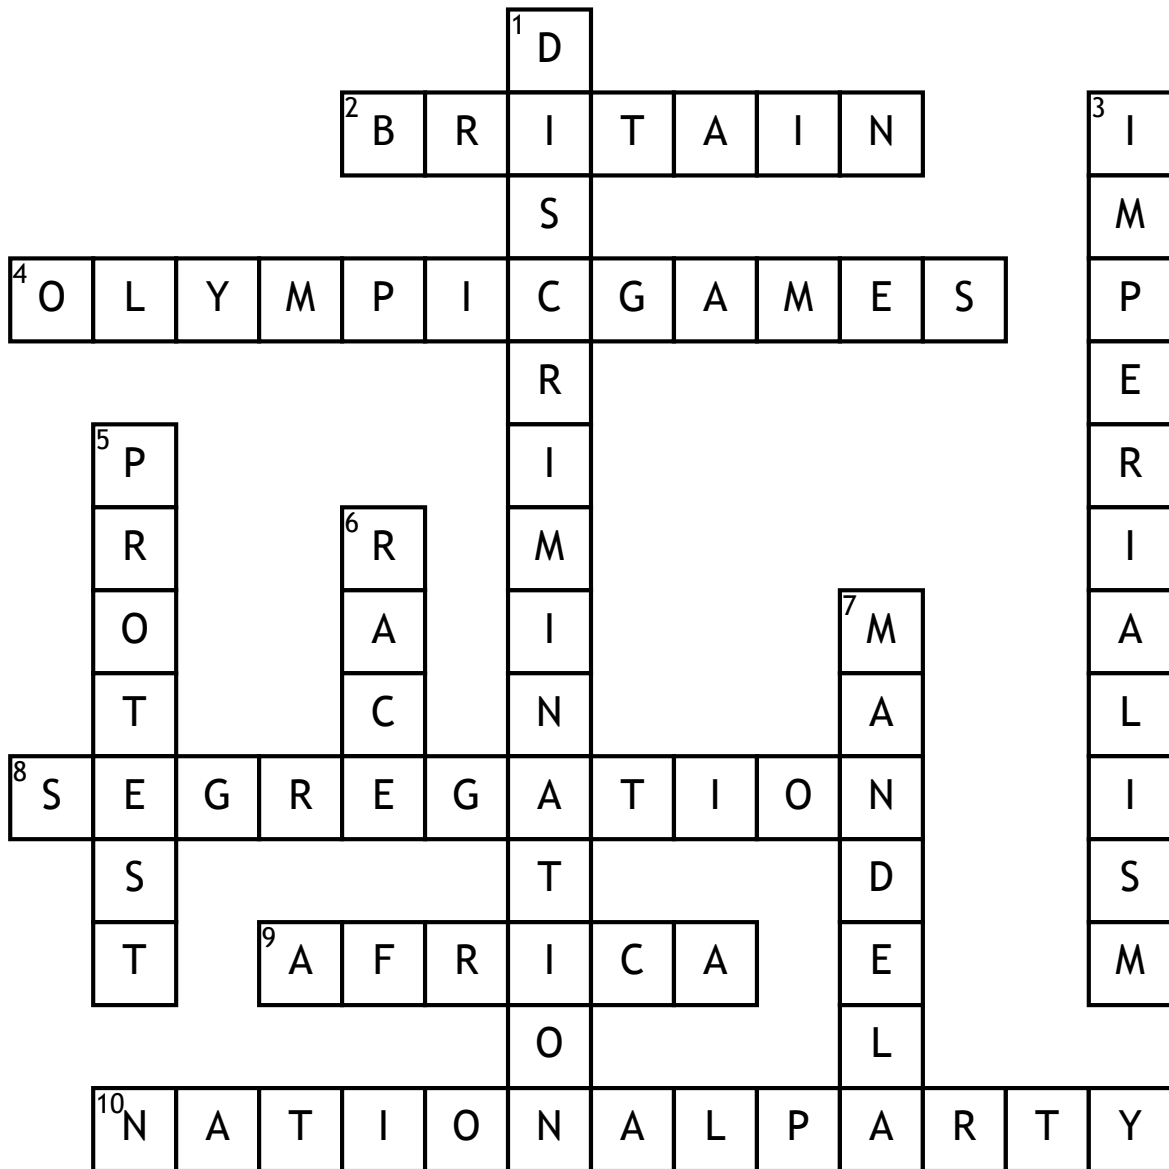 1 D
2 B R I T A I N 3 I
S M
4 O L Y M P I C G A M E S P
R E
5 P I R
R 6 R M I
O A I 7 M A
T C N A L
8 S E G R E G A T I O N I
S T D S
T 9 A F R I C A E M
O L
10 N A T I O N A L P A R T Y